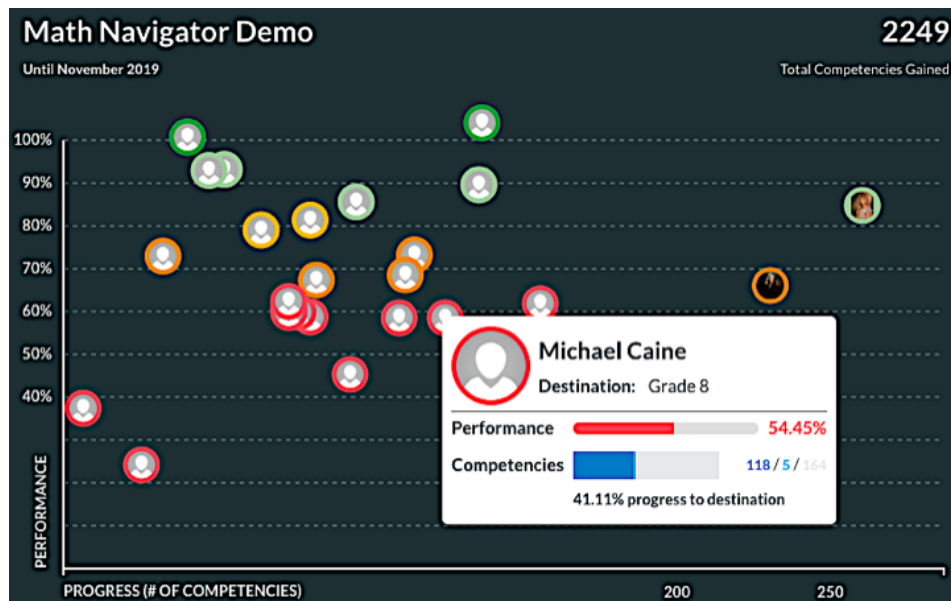 Math Navigator Demo
2249
Until November 2019
Total Competencies Gained
100%
90%
80%
70%
60%
50%
40%
PERFORMANCE
Michael Caine
Destination: Grade 8
Performance 54.45%
Competencies 118 / 5 / 164
41.11% progress to destination
PROGRESS (# OF COMPETENCIES) 200 250